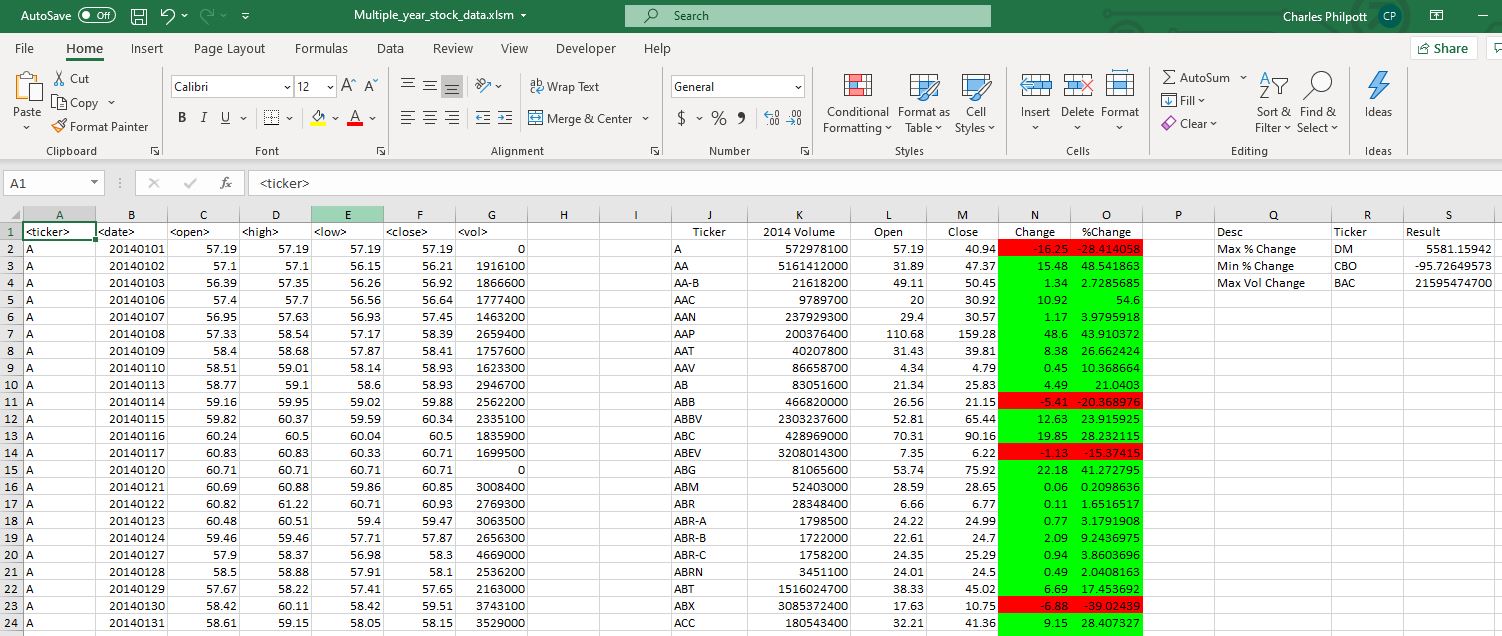 AutoSave Off Multiple_year_stock_data.xlsm Search Charles Philpott CP
File Home Insert Page Layout Formulas Data Review View Developer Help Share
Cut Calibri 12 A A ab Wrap Text General AutoSum
Paste Copy Conditional Format as Cell Insert Delete Format Fill Sort & Find & Ideas
Format Painter B I U A Merge & Center $ % 9 Formatting Table Styles Clear Filter Select
Clipboard Font Alignment Number Styles Cells Editing Ideas
A1 fx <ticker>
A B C D E F G H I J K L M N O P Q R S
1 <ticker> <date> <open> <high> <low> <close> <vol> Ticker 2014 Volume Open Close Change %Change Desc Ticker Result
2 A 20140101 57.19 57.19 57.19 57.19 0 A 572978100 57.19 40.94 -16.25 -28.414058 Max % Change DM 5581.15942
3 A 20140102 57.1 57.1 56.15 56.21 1916100 AA 5161412000 31.89 47.37 15.48 48.541863 Min % Change CBO -95.72649573
4 A 20140103 56.39 57.35 56.26 56.92 1866600 AA-B 21618200 49.11 50.45 1.34 2.7285685 Max Vol Change BAC 21595474700
5 A 20140106 57.4 57.7 56.56 56.64 1777400 AAC 9789700 20 30.92 10.92 54.6
6 A 20140107 56.95 57.63 56.93 57.45 1463200 AAN 237929300 29.4 30.57 1.17 3.9795918
7 A 20140108 57.33 58.54 57.17 58.39 2659400 AAP 200376400 110.68 159.28 48.6 43.910372
8 A 20140109 58.4 58.68 57.87 58.41 1757600 AAT 40207800 31.43 39.81 8.38 26.662424
9 A 20140110 58.51 59.01 58.14 58.93 1623300 AAV 86658700 4.34 4.79 0.45 10.368664
10 A 20140113 58.77 59.1 58.6 58.93 2946700 AB 83051600 21.34 25.83 4.49 21.0403
11 A 20140114 59.16 59.95 59.02 59.88 2562200 ABB 466820000 26.56 21.15 -5.41 -20.368976
12 A 20140115 59.82 60.37 59.59 60.34 2335100 ABBV 2303237600 52.81 65.44 12.63 23.915925
13 A 20140116 60.24 60.5 60.04 60.5 1835900 ABC 428969000 70.31 90.16 19.85 28.232115
14 A 20140117 60.83 60.83 60.33 60.71 1699500 ABEV 3208014300 7.35 6.22 -1.13 -15.37415
15 A 20140120 60.71 60.71 60.71 60.71 0 ABG 81065600 53.74 75.92 22.18 41.272795
16 A 20140121 60.69 60.88 59.86 60.85 3008400 ABM 52403000 28.59 28.65 0.06 0.2098636
17 A 20140122 60.82 61.22 60.71 60.93 2769300 ABR 28348400 6.66 6.77 0.11 1.6516517
18 A 20140123 60.48 60.51 59.4 59.47 3063500 ABR-A 1798500 24.22 24.99 0.77 3.1791908
19 A 20140124 59.46 59.46 57.71 57.87 2656300 ABR-B 1722000 22.61 24.7 2.09 9.2436975
20 A 20140127 57.9 58.37 56.98 58.3 4669000 ABR-C 1758200 24.35 25.29 0.94 3.8603696
21 A 20140128 58.5 58.88 57.91 58.1 2536200 ABRN 3451100 24.01 24.5 0.49 2.0408163
22 A 20140129 57.67 58.22 57.41 57.65 2163000 ABT 1516024700 38.33 45.02 6.69 17.453692
23 A 20140130 58.42 60.11 58.42 59.51 3743100 ABX 3085372400 17.63 10.75 -6.88 -39.02439
24 A 20140131 58.61 59.15 58.05 58.15 3529000 ACC 180543400 32.21 41.36 9.15 28.407327